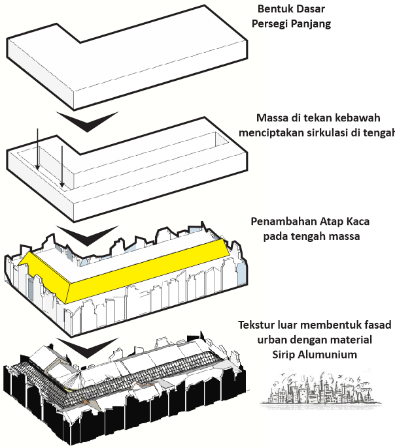 Bentuk Dasar
Persegi Panjang
Massa di tekan kebawah
menciptakan sirkulasi di tengah
Penambahan Atap Kaca
pada tengah massa
Tekstur luar membentuk fasad
urban dengan material
Sirip Alumunium